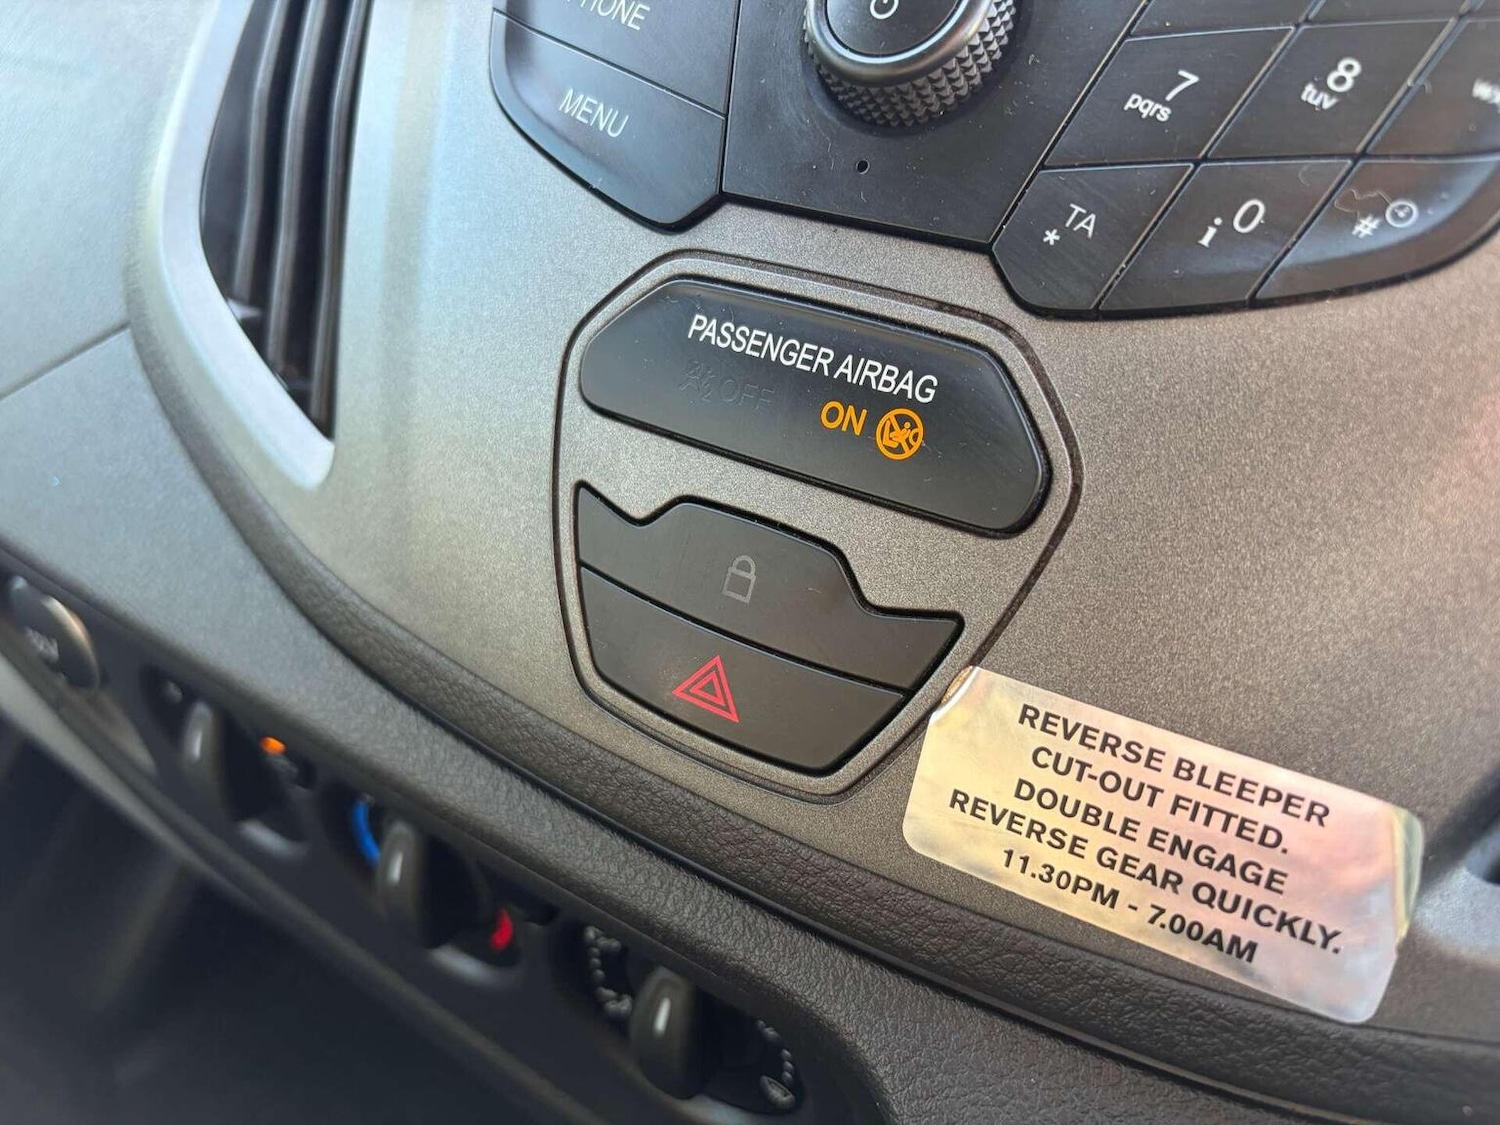 PHONE
MENU
7
pqrs
8
tuv
TA
*
i 0
#
PASSENGER AIRBAG
OFF
ON
REVERSE BLEEPER
CUT-OUT FITTED.
DOUBLE ENGAGE
REVERSE GEAR QUICKLY.
11.30PM - 7.00AM